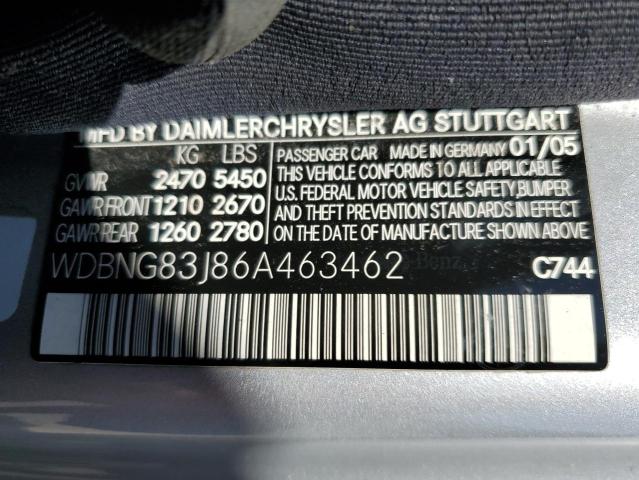 MFD BY DAIMLERCHRYSLER AG STUTTGART
KG LBS
GVWR 2470 5450
GAWR FRONT 1210 2670
GAWR REAR 1260 2780
PASSENGER CAR MADE IN GERMANY 01/05
THIS VEHICLE CONFORMS TO ALL APPLICABLE
U.S. FEDERAL MOTOR VEHICLE SAFETY, BUMPER
AND THEFT PREVENTION STANDARDS
IN EFFECT ON THE DATE OF MANUFACTURE SHOWN ABOVE
WDBNG83J86A463462
C744